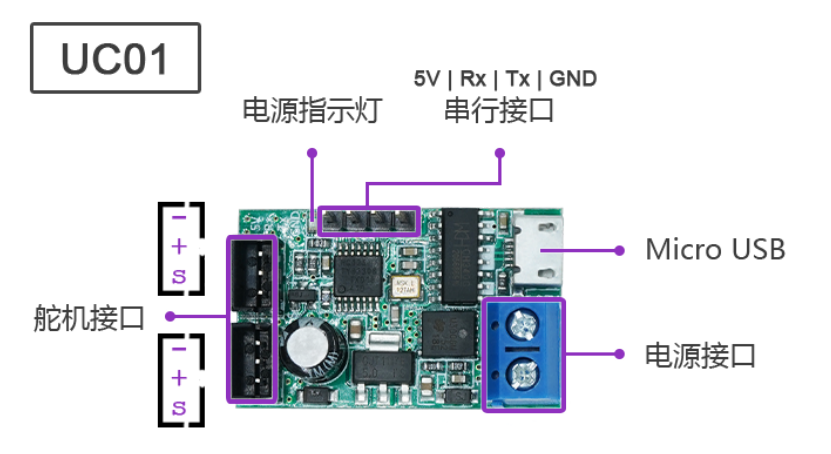 UC01
5V | Rx | Tx | GND
电源指示灯
串行接口
－
+
s
Micro USB
舵机接口
电源接口
－
+
s